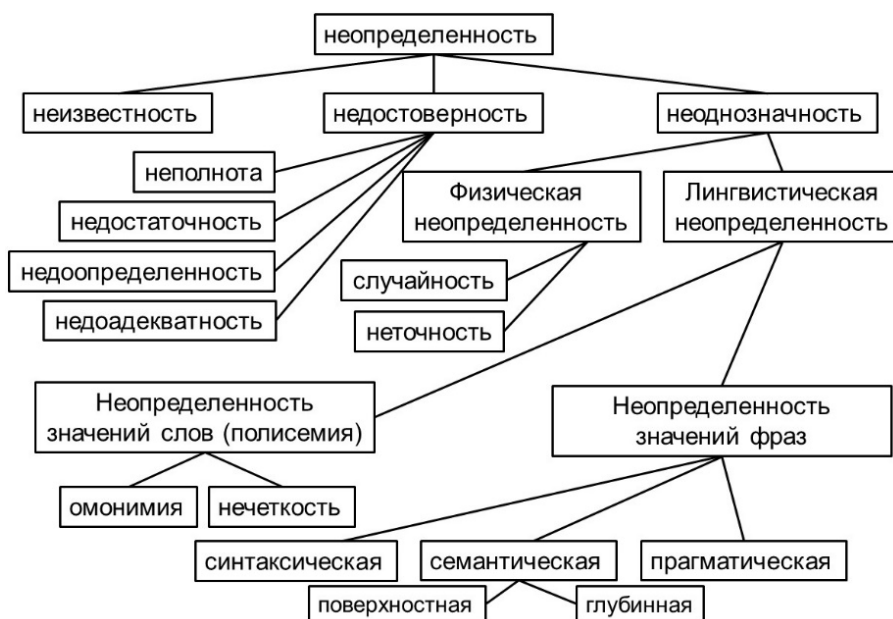 неопределенность
неизвестность
недостоверность
неоднозначность
неполнота
недостаточность
недоопределенность
недоадекватность
Физическая
неопределенность
Лингвистическая
неопределенность
случайность
неточность
Неопределенность
значений слов (полисемия)
Неопределенность
значений фраз
омонимия
нечеткость
синтаксическая
семантическая
прагматическая
поверхностная
глубинная